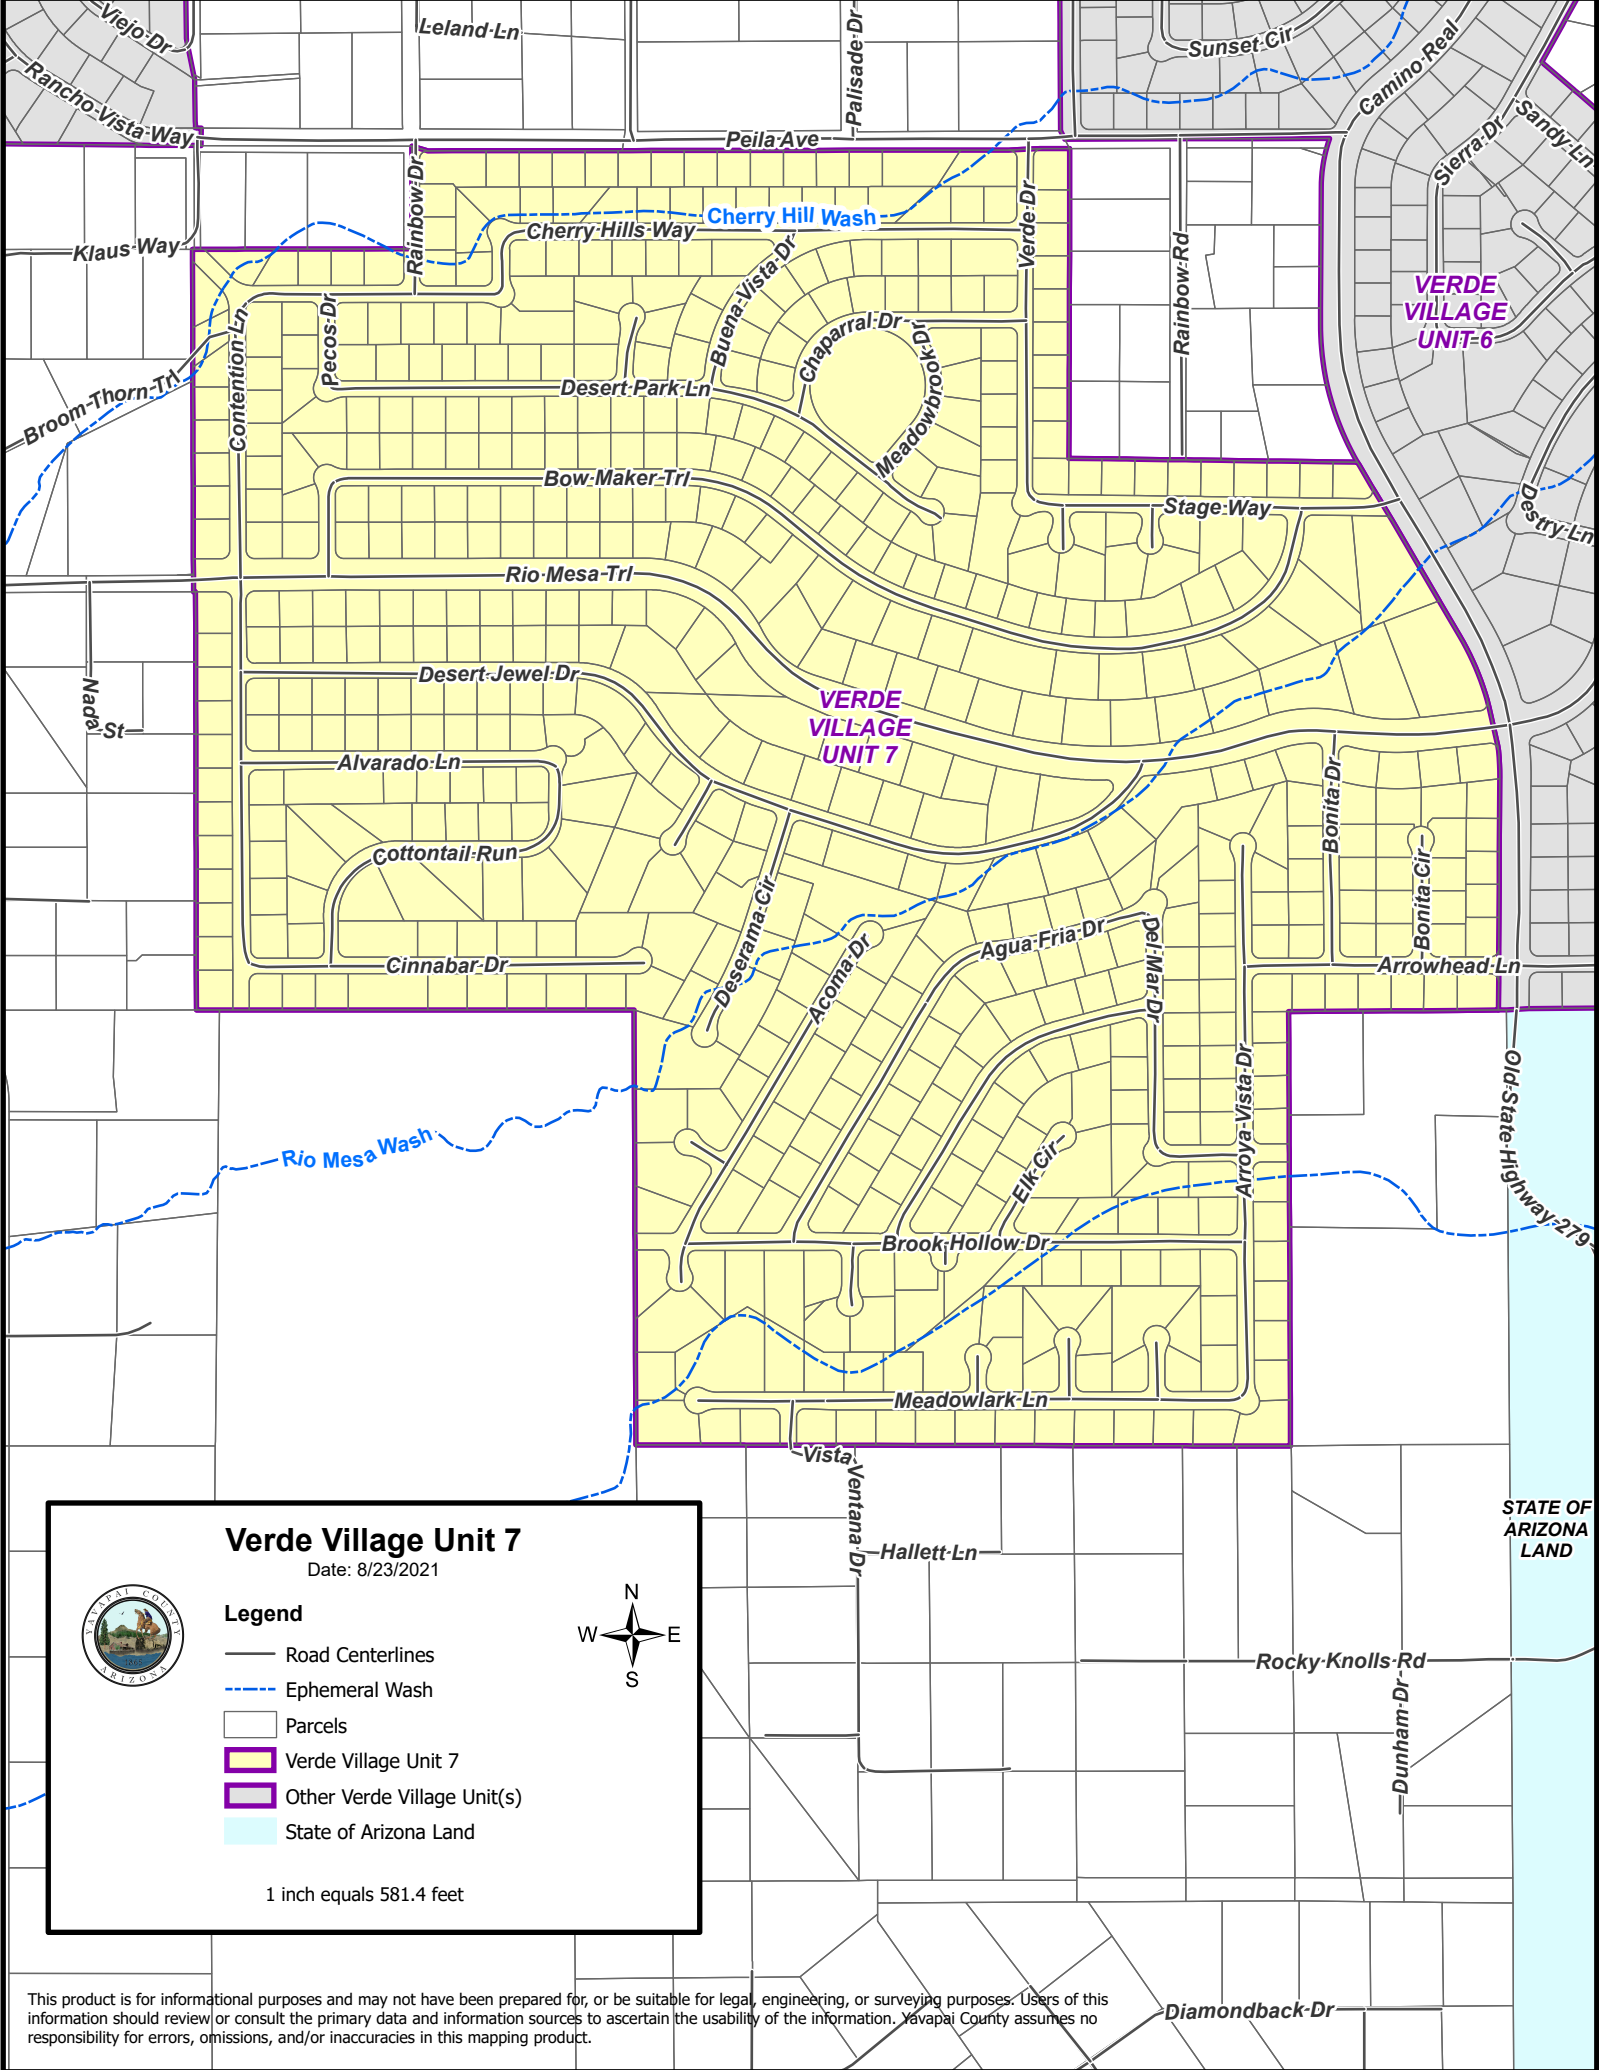 Viejo Dr
Leland Ln
Palisade Dr
Sunset Cir
Camino Real
Rancho Vista Way
Peila Ave
Sandy Ln
Sierra Dr
Rainbow Dr
Cherry Hill Wash
Cherry Hills Way
Verde Dr
Klaus Way
Buena Vista Dr
Rainbow Rd
VERDE
VILLAGE
UNIT 6
Pecos Dr
Contention Ln
Chaparral Dr
Meadowbrook Dr
Broom Thorn Trl
Desert Park Ln
Bow Maker Trl
Stage Way
Destry Ln
Rio Mesa Trl
Desert Jewel Dr
Nada St
VERDE
VILLAGE
UNIT 7
Alvarado Ln
Bonita Dr
Cottontail Run
Bonita Cir
Deserama Cir
Acoma Dr
Agua Fria Dr
Del Mar Dr
Cinnabar Dr
Arrowhead Ln
Arroya Vista Dr
Old State Highway 279
Rio Mesa Wash
Elk Cir
Brook Hollow Dr
Meadowlark Ln
Vista Ventana Dr
Hallett Ln
STATE OF
ARIZONA
LAND
Rocky Knolls Rd
Dunham Dr
Diamondback Dr
Verde Village Unit 7
Date: 8/23/2021
YAVAPAI COUNTY
1865
ARIZONA
Legend
N
W E
S
Road Centerlines
Ephemeral Wash
Parcels
Verde Village Unit 7
Other Verde Village Unit(s)
State of Arizona Land
1 inch equals 581.4 feet
This product is for informational purposes and may not have been prepared for, or be suitable for legal, engineering, or surveying purposes. Users of this
information should review or consult the primary data and information sources to ascertain the usability of the information. Yavapai County assumes no
responsibility for errors, omissions, and/or inaccuracies in this mapping product.